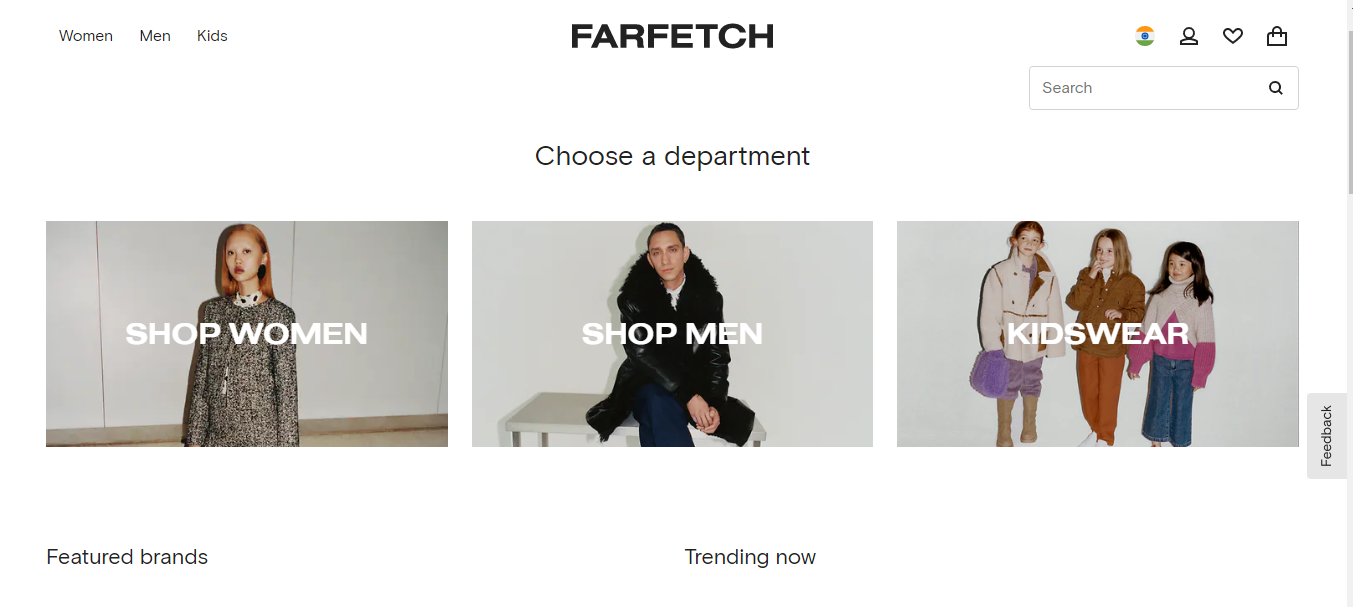 Women Men Kids
FARFETCH
Search
Choose a department
SHOP WOMEN
SHOP MEN
KIDSWEAR
Feedback
Featured brands
Trending now